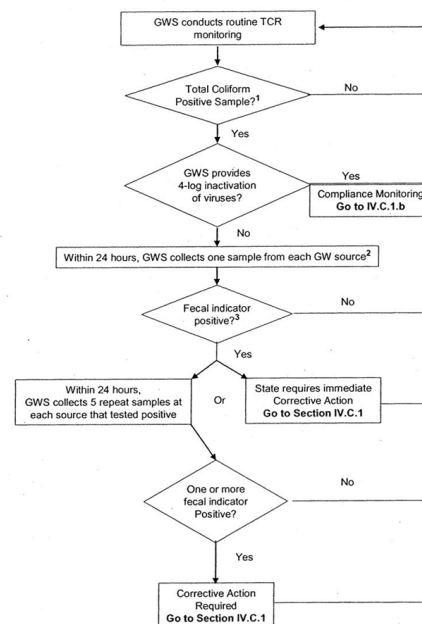 GWS conducts routine TCR
monitoring
Total Coliform
Positive Sample?1
No
Yes
GWS provides
4-log inactivation
of viruses?
Yes
Compliance Monitoring
Go to IV.C.1.b
No
Within 24 hours, GWS collects one sample from each GW source2
Fecal indicator
positive?3
No
Yes
Within 24 hours,
GWS collects 5 repeat samples at
each source that tested positive
Or
State requires immediate
Corrective Action
Go to Section IV.C.1
One or more
fecal indicator
Positive?
No
Yes
Corrective Action
Required
Go to Section IV.C.1